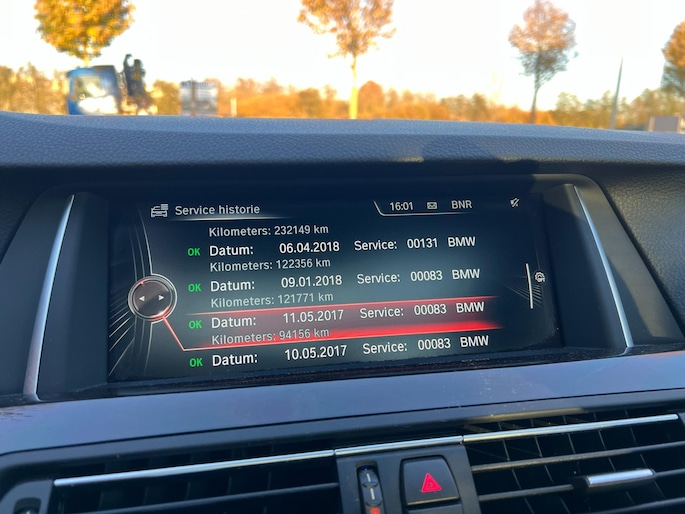 Service historie 16:01 BNR
Kilometers: 232149 km
OK Datum: 06.04.2018 Service: 00131 BMW
Kilometers: 122356 km
OK Datum: 09.01.2018 Service: 00083 BMW
Kilometers: 121771 km
OK Datum: 11.05.2017 Service: 00083 BMW
Kilometers: 94156 km
OK Datum: 10.05.2017 Service: 00083 BMW